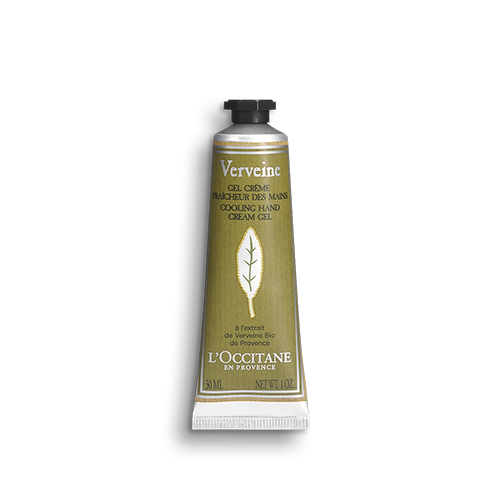 Verveine
GEL CRÈME
FRAÎCHEUR DES MAINS
COOLING HAND
CREAM GEL
à l'extrait
de Verveine Bio
de Provence
L'OCCITANE
EN PROVENCE
30 ML NET WT. 1 OZ.